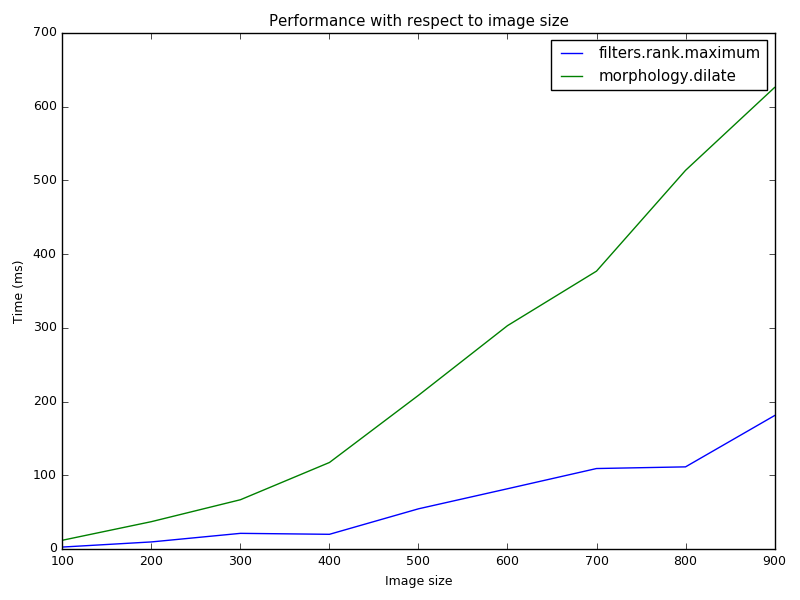 Performance with respect to image size
700
600
500
400
300
200
100
0
Time (ms)
filters.rank.maximum
morphology.dilate
100 200 300 400 500 600 700 800 900
Image size